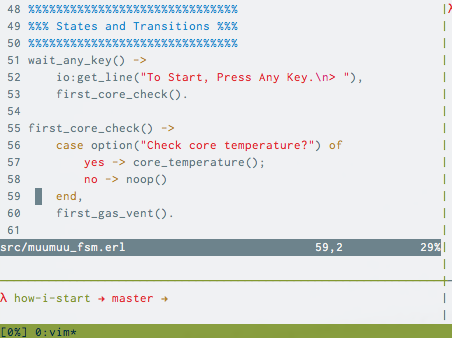 48 %%%%%%%%%%%%%%%%%%%%%%%%%%%%%%
49 %%% States and Transitions %%%
50 %%%%%%%%%%%%%%%%%%%%%%%%%%%%%%
51 wait_any_key() ->
52     io:get_line("To Start, Press Any Key.\n> "),
53     first_core_check().
54
55 first_core_check() ->
56     case option("Check core temperature?") of
57         yes -> core_temperature();
58         no -> noop()
59     end,
60     first_gas_vent().
61
src/muumuu_fsm.erl 59,2 29%
λ how-i-start → master →
[0%] 0:vim*